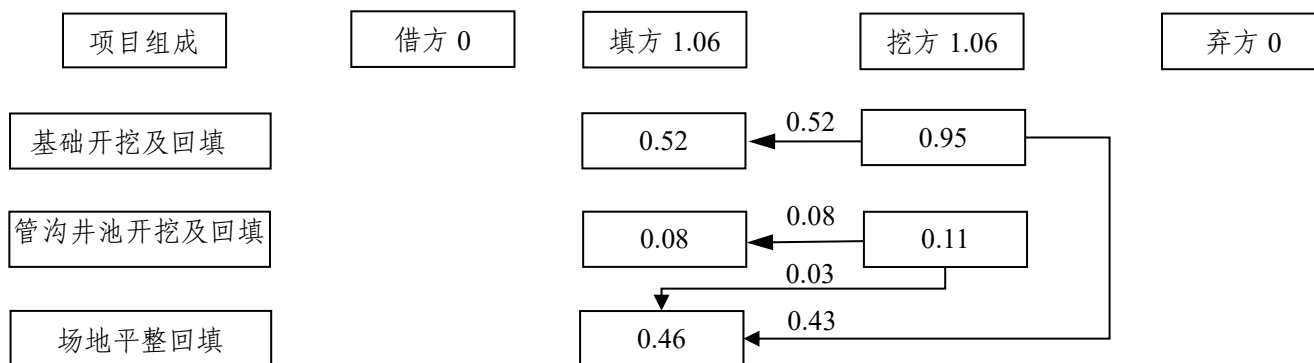 项目组成
借方 0
填方 1.06
挖方 1.06
弃方 0
基础开挖及回填
0.52
0.52
0.95
管沟井池开挖及回填
0.08
0.08
0.11
0.03
场地平整回填
0.46
0.43